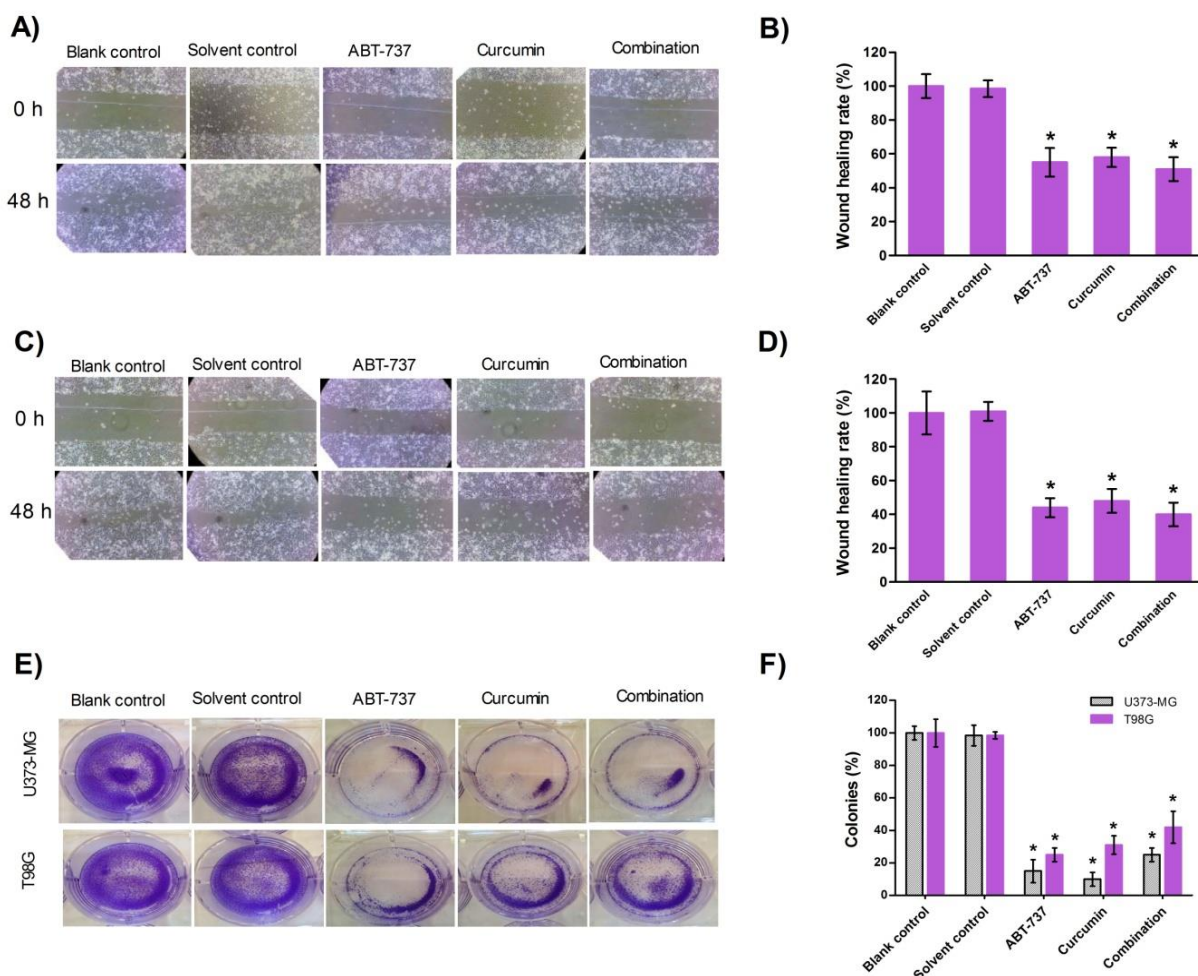 A)
Blank control Solvent control ABT-737 Curcumin Combination
0 h
48 h
B)
Wound healing rate (%)
120
100
80
60
40
20
0
* * *
Blank control Solvent control ABT-737 Curcumin Combination
C)
Blank control Solvent control ABT-737 Curcumin Combination
0 h
48 h
D)
Wound healing rate (%)
120
100
80
60
40
20
0
* * *
Blank control Solvent control ABT-737 Curcumin Combination
E)
Blank control Solvent control ABT-737 Curcumin Combination
U373-MG
T98G
F)
U373-MG
T98G
Colonies (%)
120
100
80
60
40
20
0
* * * * * *
Blank control Solvent control ABT-737 Curcumin Combination